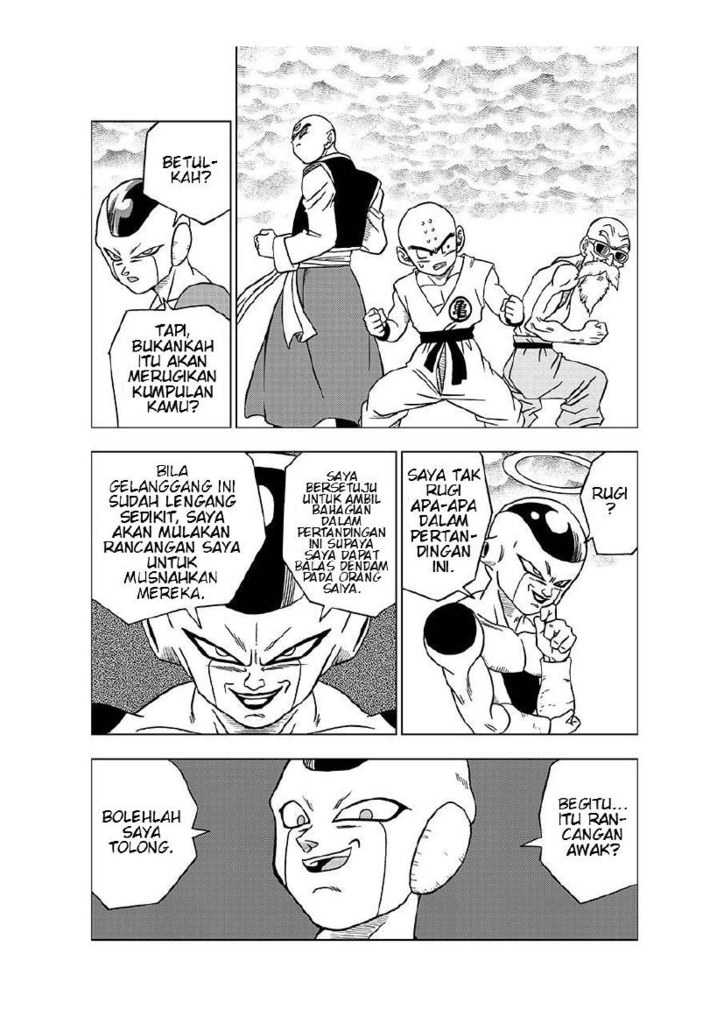 亀
BETUL-
KAH?
TAPI,
BUKANKAH
ITU AKAN
MERUGIKAN
KUMPULAN
KAMU?
RUGI
?
SAYA TAK
RUGI
APA-APA
DALAM
PERTAN-
DINGAN
INI.
SAYA
BERSETUJU
UNTUK AMBIL
BAHAGIAN
DALAM
PERTANDINGAN
INI SUPAYA
SAYA DAPAT
BALAS DENDAM
PADA ORANG
SAIYA.
BILA
GELANGGANG INI
SUDAH LENGANG
SEDIKIT, SAYA
AKAN MULAKAN
RANCANGAN SAYA
UNTUK
MUSNAHKAN
MEREKA.
BEGITU...
ITU RAN-
CANGAN
AWAK?
BOLEHLAH
SAYA
TOLONG.